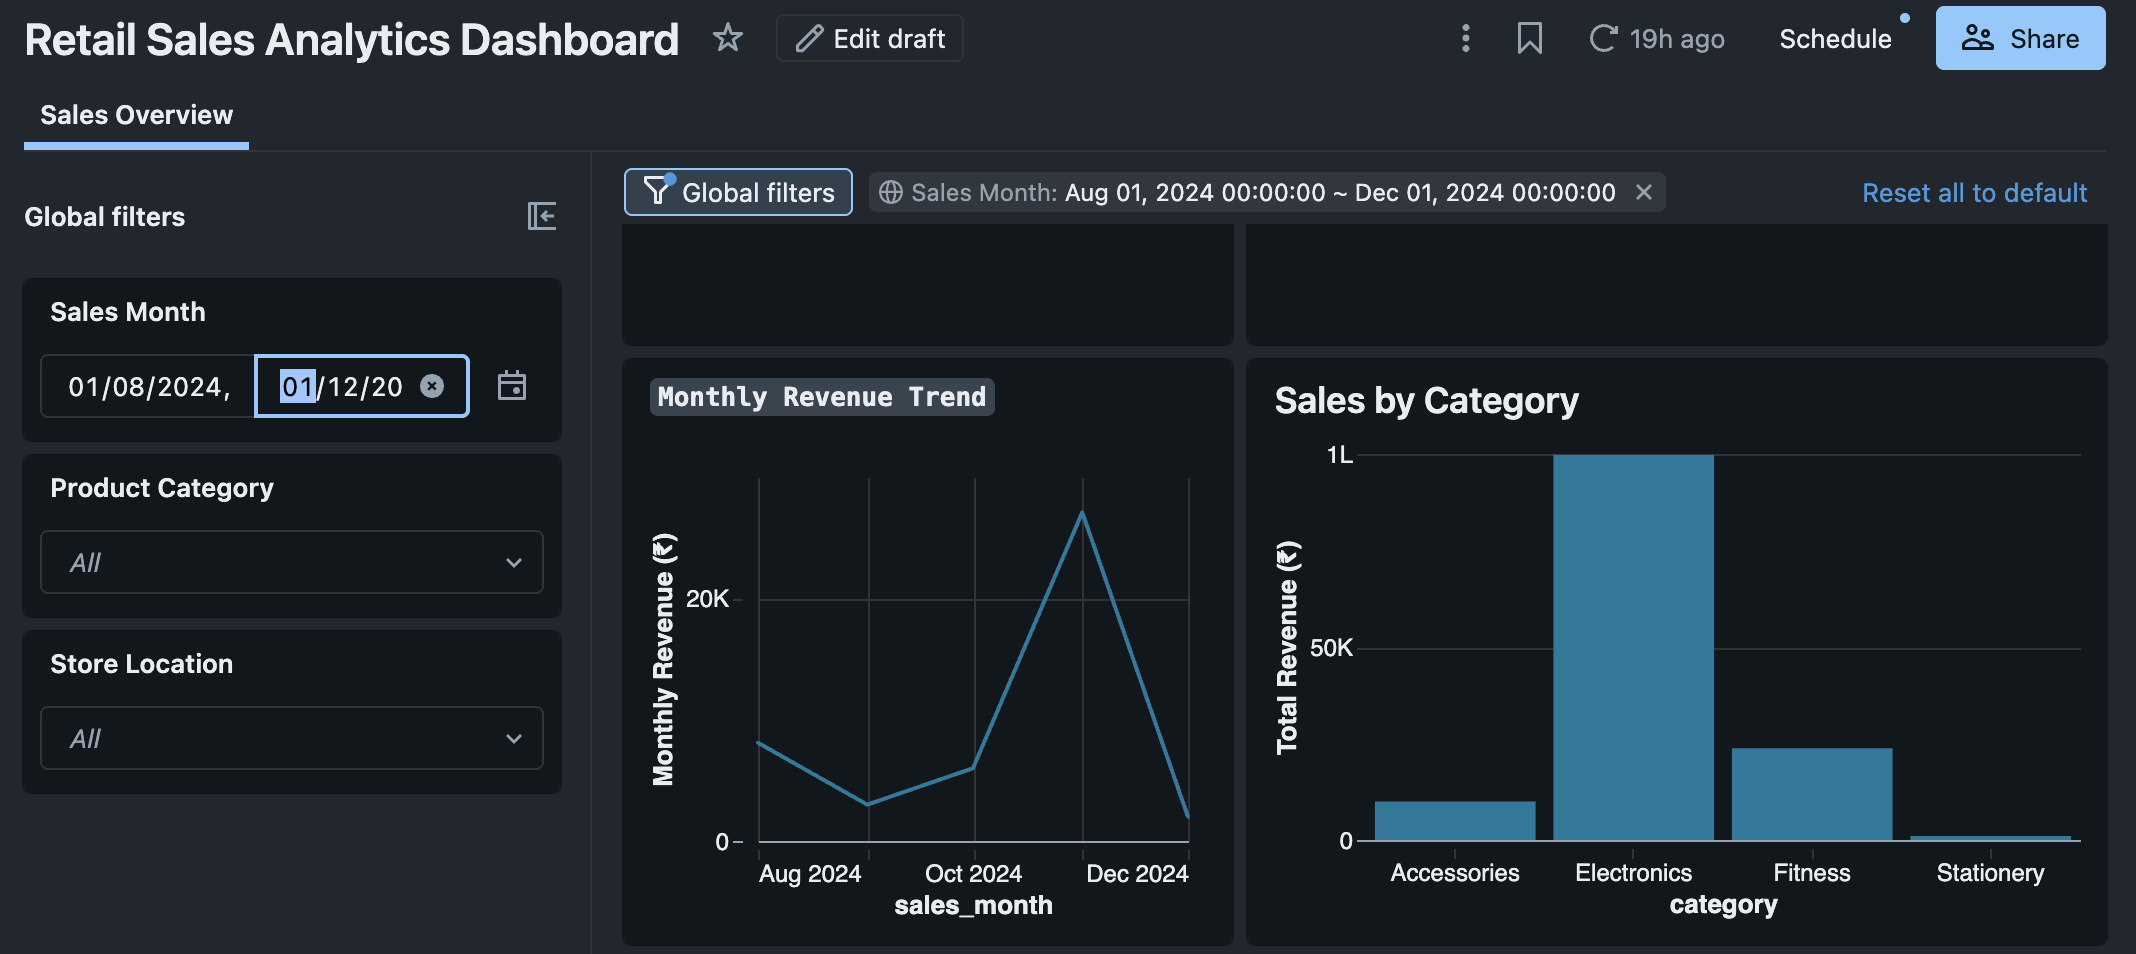 Retail Sales Analytics Dashboard
Edit draft
19h ago
Schedule
Share
Sales Overview
Global filters
Sales Month
01/08/2024,
01/12/20
Product Category
All
Store Location
All
Global filters
Sales Month: Aug 01, 2024 00:00:00 ~ Dec 01, 2024 00:00:00
Reset all to default
Monthly Revenue Trend
Monthly Revenue (₹)
20K
0
Aug 2024
Oct 2024
Dec 2024
sales_month
Sales by Category
Total Revenue (₹)
1L
50K
0
Accessories
Electronics
Fitness
Stationery
category